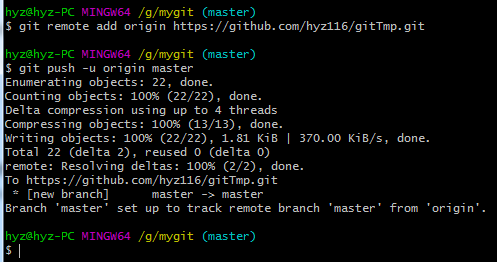 hyz@hyz-PC MINGW64 /g/mygit (master)
$ git remote add origin https://github.com/hyz116/gitTmp.git
hyz@hyz-PC MINGW64 /g/mygit (master)
$ git push -u origin master
Enumerating objects: 22, done.
Counting objects: 100% (22/22), done.
Delta compression using up to 4 threads
Compressing objects: 100% (13/13), done.
Writing objects: 100% (22/22), 1.81 KiB | 370.00 KiB/s, done.
Total 22 (delta 2), reused 0 (delta 0)
remote: Resolving deltas: 100% (2/2), done.
To https://github.com/hyz116/gitTmp.git
 * [new branch]      master -> master
Branch 'master' set up to track remote branch 'master' from 'origin'.
hyz@hyz-PC MINGW64 /g/mygit (master)
$